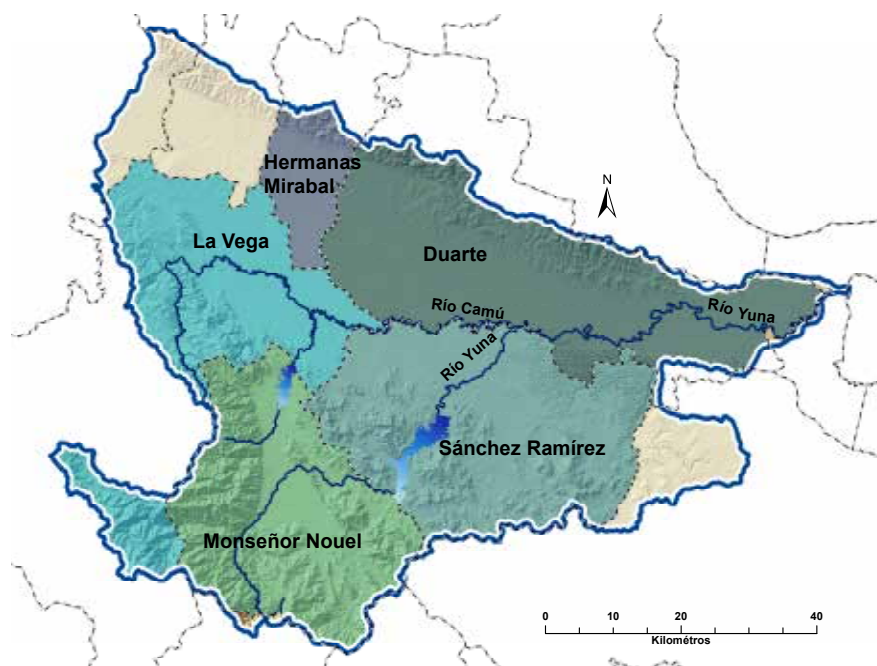 Hermanas
Mirabal
N
La Vega
Duarte
Río Camú
Río Yuna
Río Yuna
Sánchez Ramírez
Monseñor Nouel
0 10 20 40
Kilométros